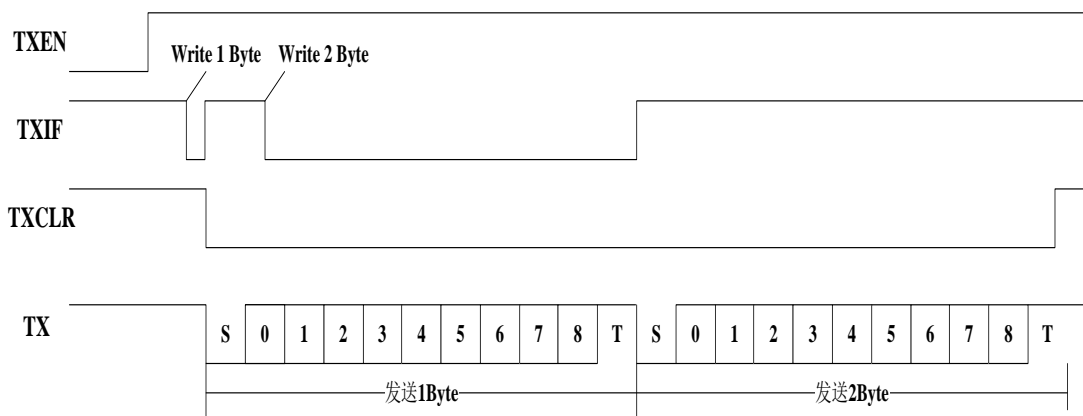 TXEN
Write 1 Byte
Write 2 Byte
TXIF
TXCLR
TX
S 0 1 2 3 4 5 6 7 8 T S 0 1 2 3 4 5 6 7 8 T
发送1Byte
发送2Byte